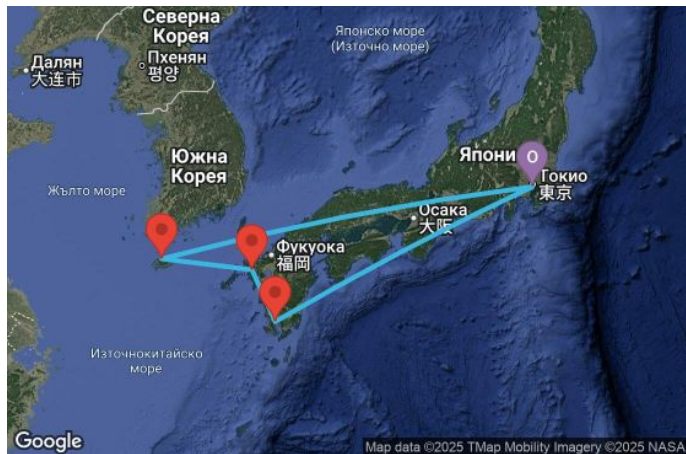 Северна
Корея
Японско море
(Източно море)
Далян
大连市
Пхенян
평양
Южна
Корея
Япони
O
Токио
東京
Жълто море
Осака
大阪
Фукуока
福岡
Източнокитайско
море
Google
Map data ©2025 TMap Mobility Imagery ©2025 NASA